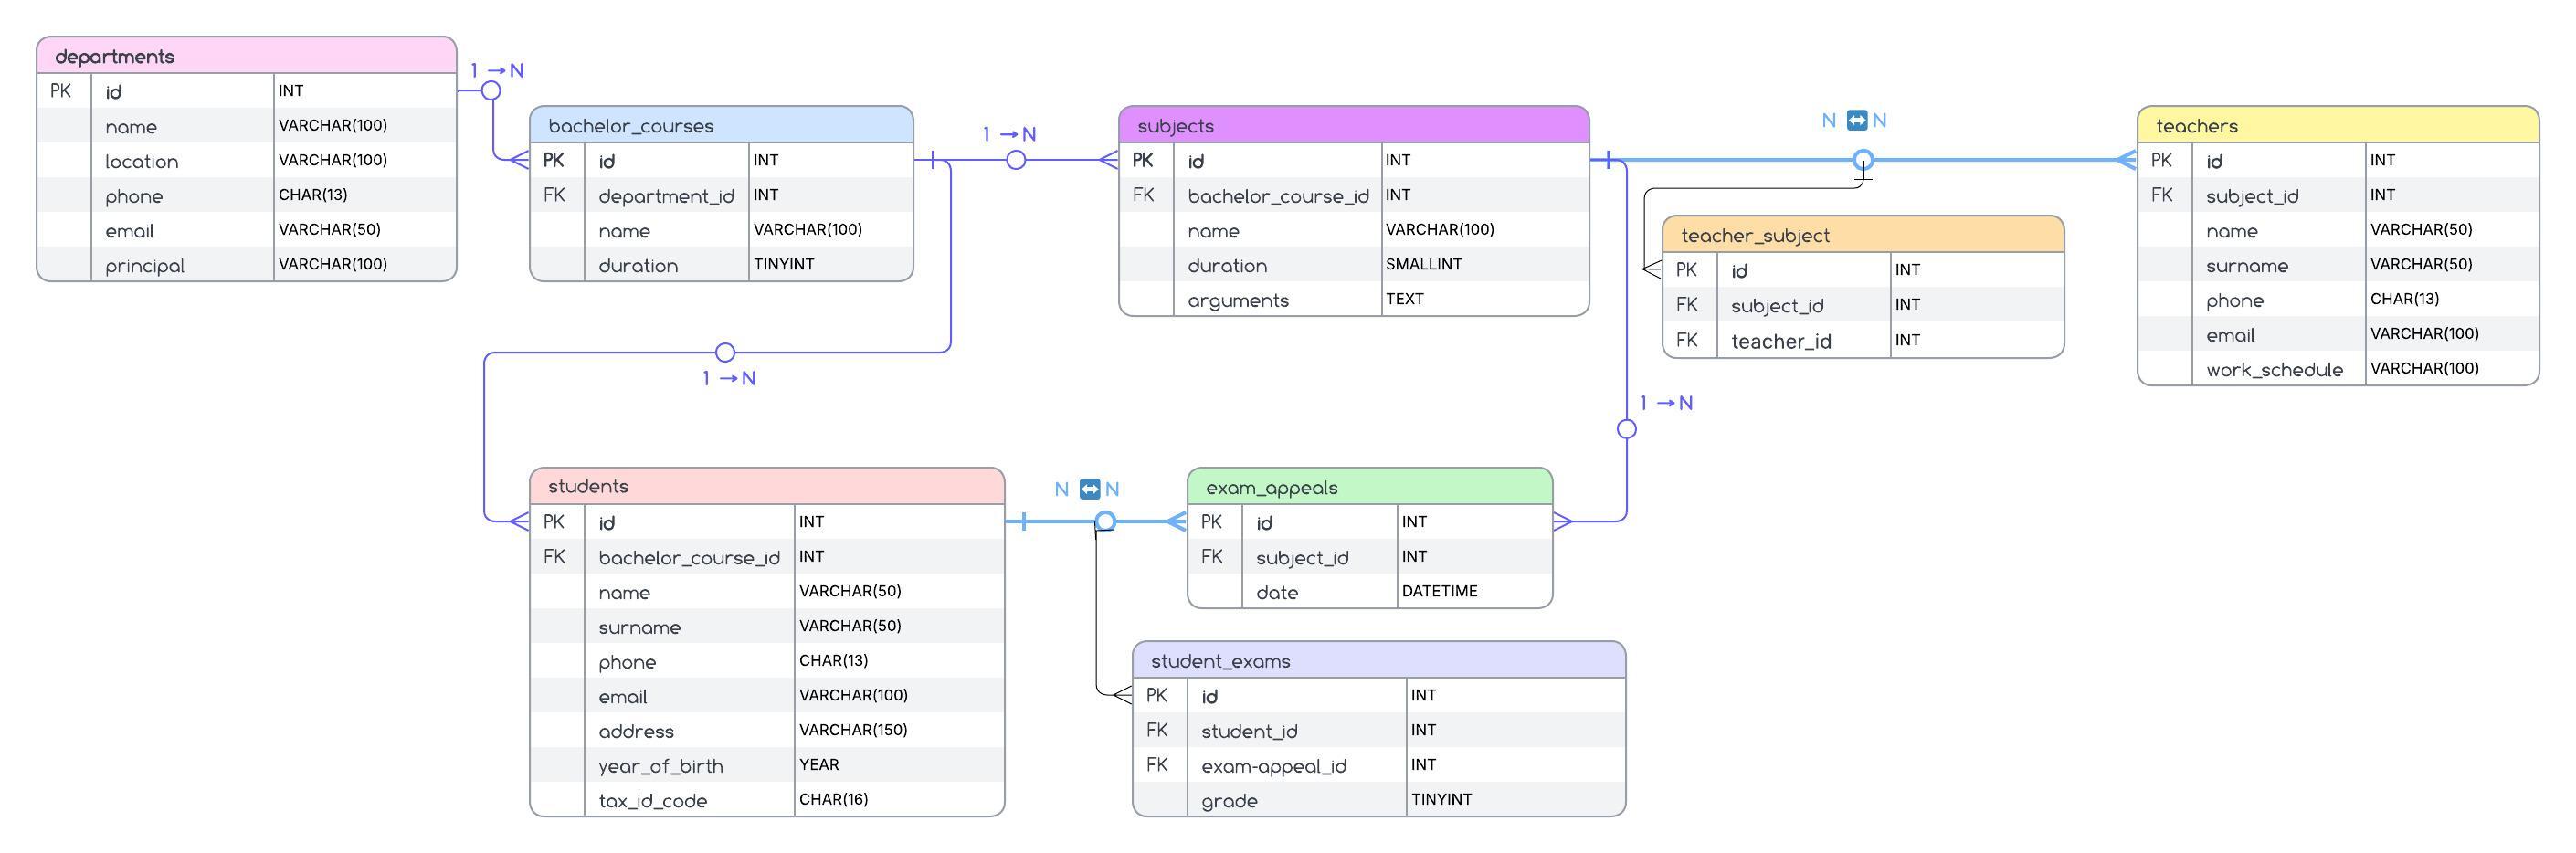 departments
PK id INT
name VARCHAR(100)
location VARCHAR(100)
phone CHAR(13)
email VARCHAR(50)
principal VARCHAR(100)
1 → N
bachelor_courses
PK id INT
FK department_id INT
name VARCHAR(100)
duration TINYINT
1 → N
subjects
PK id INT
FK bachelor_course_id INT
name VARCHAR(100)
duration SMALLINT
arguments TEXT
N ↔ N
teachers
PK id INT
FK subject_id INT
name VARCHAR(50)
surname VARCHAR(50)
phone CHAR(13)
email VARCHAR(100)
work_schedule VARCHAR(100)
teacher_subject
PK id INT
FK subject_id INT
FK teacher_id INT
1 → N
1 → N
students
PK id INT
FK bachelor_course_id INT
name VARCHAR(50)
surname VARCHAR(50)
phone CHAR(13)
email VARCHAR(100)
address VARCHAR(150)
year_of_birth YEAR
tax_id_code CHAR(16)
N ↔ N
exam_appeals
PK id INT
FK subject_id INT
date DATETIME
student_exams
PK id INT
FK student_id INT
FK exam-appeal_id INT
grade TINYINT